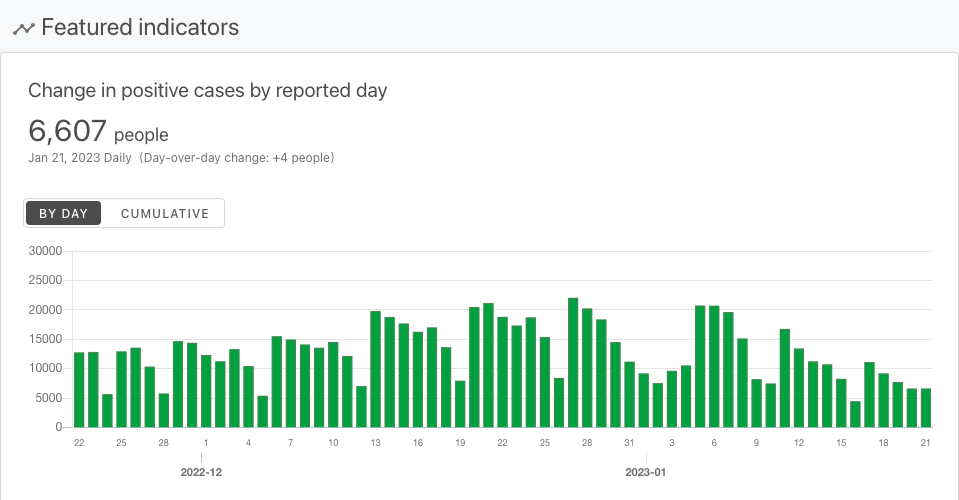 Featured indicators
Change in positive cases by reported day
6,607 people
Jan 21, 2023 Daily (Day-over-day change: +4 people)
BY DAY CUMULATIVE
30000
25000
20000
15000
10000
5000
0
22 25 28 1 4 7 10 13 16 19 22 25 28 31 3 6 9 12 15 18 21
2022-12 2023-01